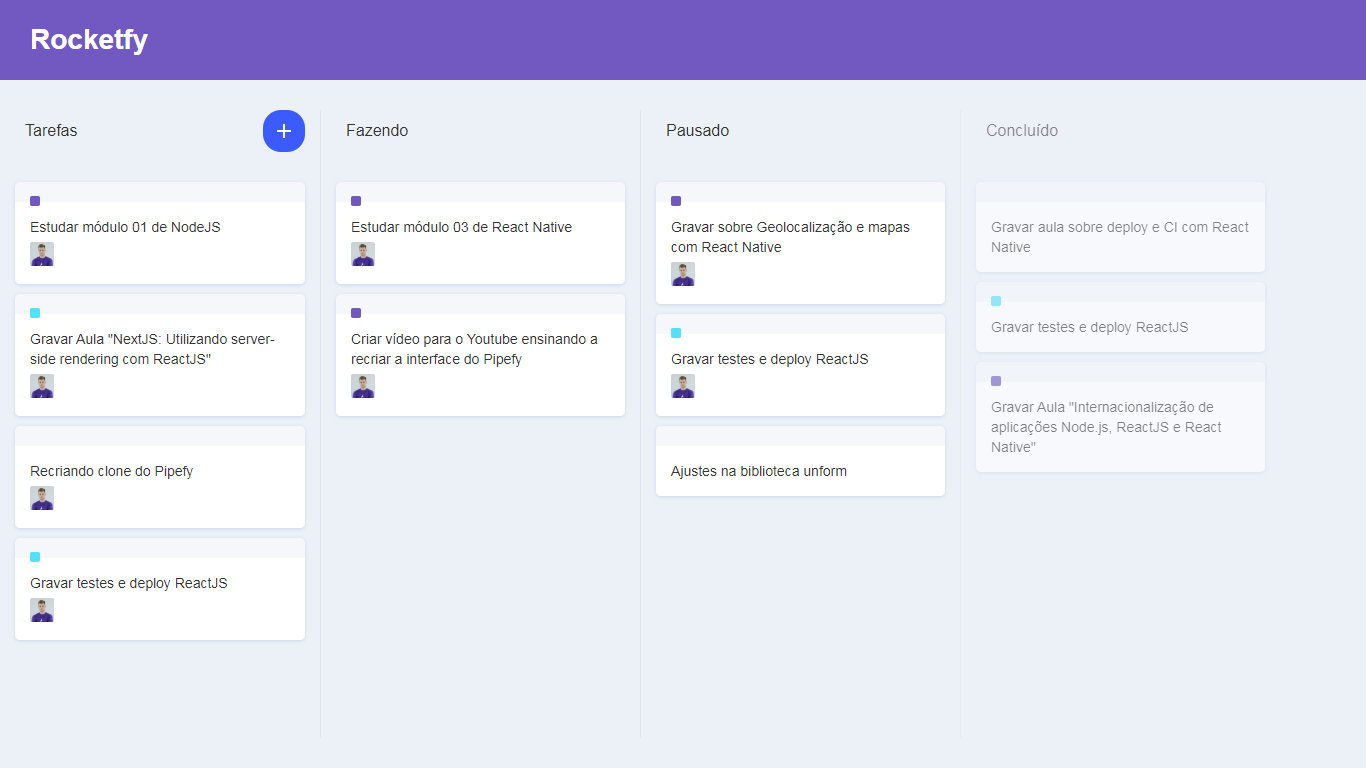 Rocketfy
Tarefas
Estudar módulo 01 de NodeJS
Gravar Aula "NextJS: Utilizando server-
side rendering com ReactJS"
Recriando clone do Pipefy
Gravar testes e deploy ReactJS
Fazendo
Estudar módulo 03 de React Native
Criar vídeo para o Youtube ensinando a
recriar a interface do Pipefy
Pausado
Gravar sobre Geolocalização e mapas
com React Native
Gravar testes e deploy ReactJS
Ajustes na biblioteca unform
Concluído
Gravar aula sobre deploy e CI com React
Native
Gravar testes e deploy ReactJS
Gravar Aula "Internacionalização de
aplicações Node.js, ReactJS e React
Native"